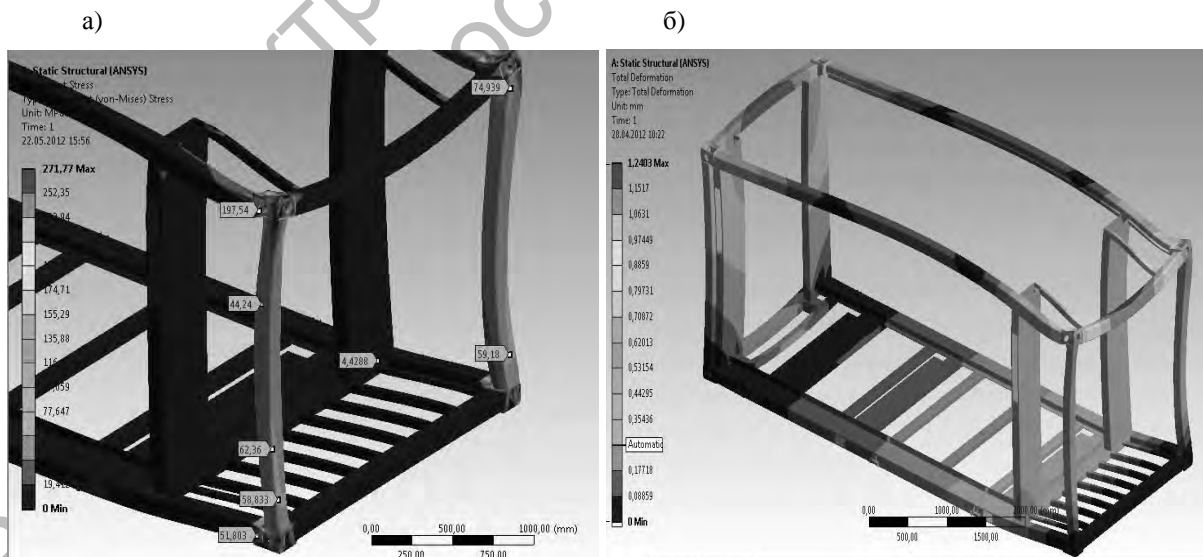 а)
б)
A: Static Structural (ANSYS)
Stress
(von-Mises) Stress
Unit:
Time: 1
22.05.2012 15:56
271,77 Max
252,35
174,71
155,29
135,88
77,647
0 Min
74,939
197,54
44,24
4,4288
59,18
62,36
58,833
51,803
0,00 500,00 1000,00 (mm)
250,00 750,00
A: Static Structural (ANSYS)
Total Deformation
Type: Total Deformation
Unit: mm
Time: 1
28.04.2012 10:22
1,2403 Max
1,1517
1,0631
0,97449
0,8859
0,79731
0,70872
0,62013
0,53154
0,44295
0,35436
Automatic
0,17718
0,08859
0 Min
0,00 1000,00 2000,00 (mm)
500,00 1500,00